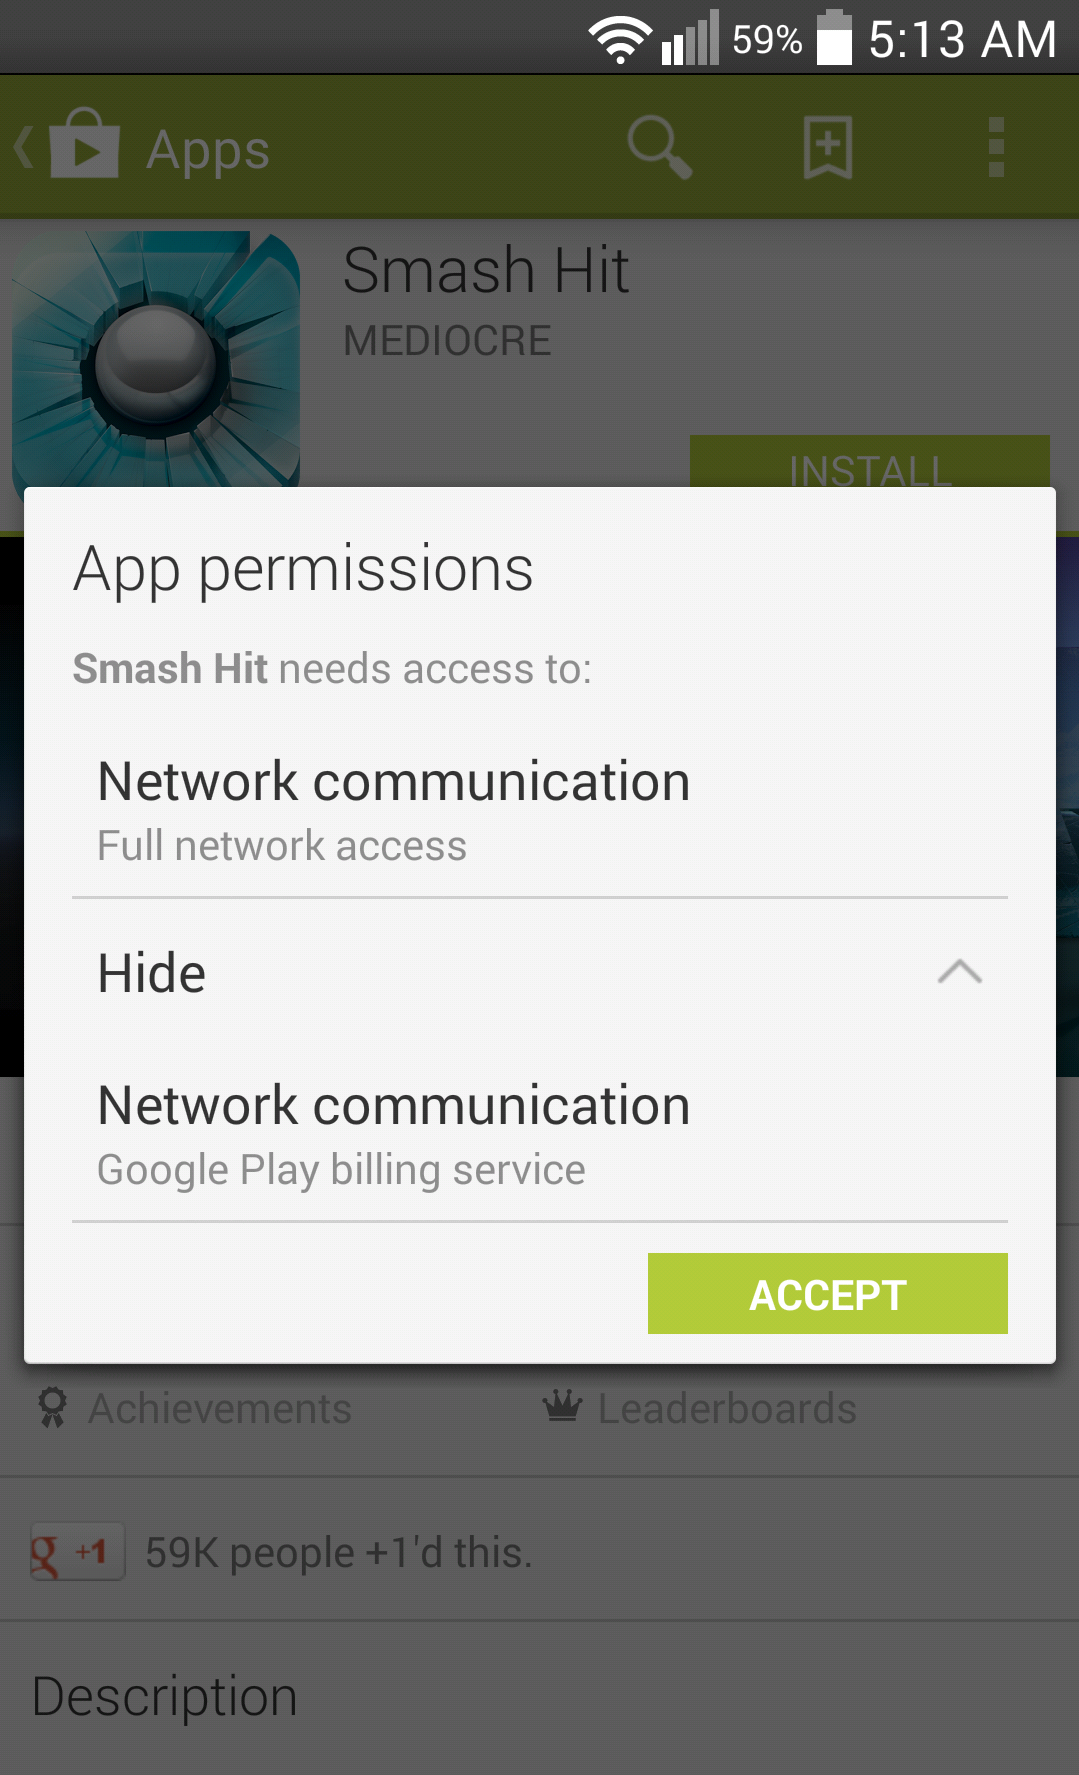 59% 5:13 AM
Apps
Smash Hit
MEDIOCRE
INSTALL
App permissions
Smash Hit needs access to:
Network communication
Full network access
Hide
Network communication
Google Play billing service
ACCEPT
Achievements Leaderboards
g +1 59K people +1'd this.
Description